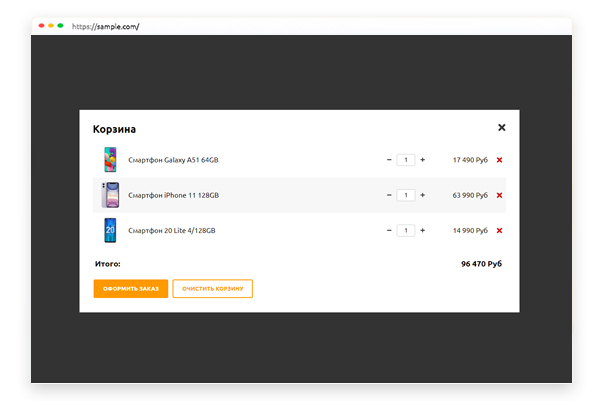 https://sample.com/
Корзина
Смартфон Galaxy A51 64GB
1
17 490 Руб
Смартфон iPhone 11 128GB
1
63 990 Руб
20
Смартфон 20 Lite 4/128GB
1
14 990 Руб
Итого:
96 470 Руб
ОФОРМИТЬ ЗАКАЗ
ОЧИСТИТЬ КОРЗИНУ